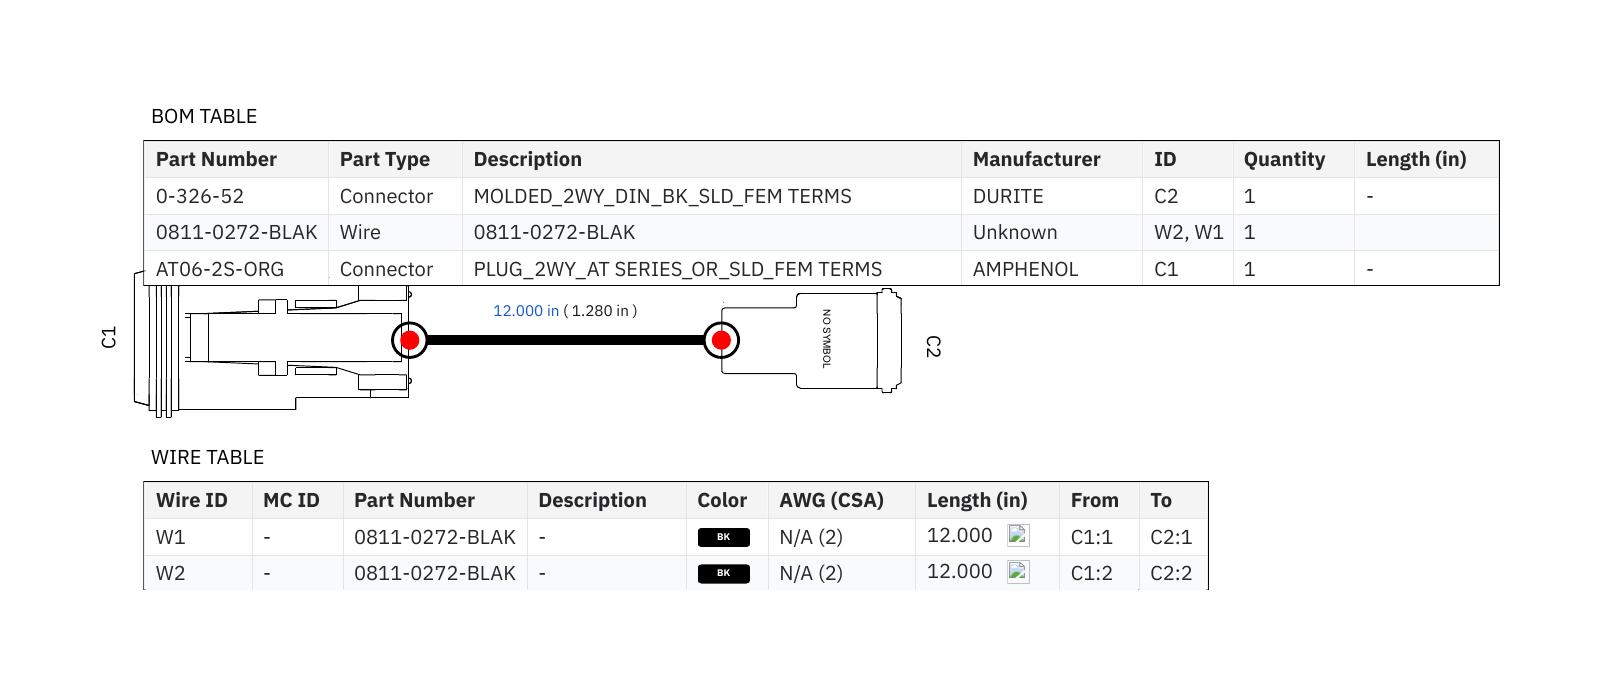 BOM TABLE
Part Number Part Type Description Manufacturer ID Quantity Length (in)
0-326-52 Connector MOLDED_2WY_DIN_BK_SLD_FEM TERMS DURITE C2 1 -
0811-0272-BLAK Wire 0811-0272-BLAK Unknown W2, W1 1
AT06-2S-ORG Connector PLUG_2WY_AT SERIES_OR_SLD_FEM TERMS AMPHENOL C1 1 -
C1
12.000 in ( 1.280 in )
NO SYMBOL
C2
WIRE TABLE
Wire ID MC ID Part Number Description Color AWG (CSA) Length (in) From To
W1 - 0811-0272-BLAK - BK N/A (2) 12.000 C1:1 C2:1
W2 - 0811-0272-BLAK - BK N/A (2) 12.000 C1:2 C2:2